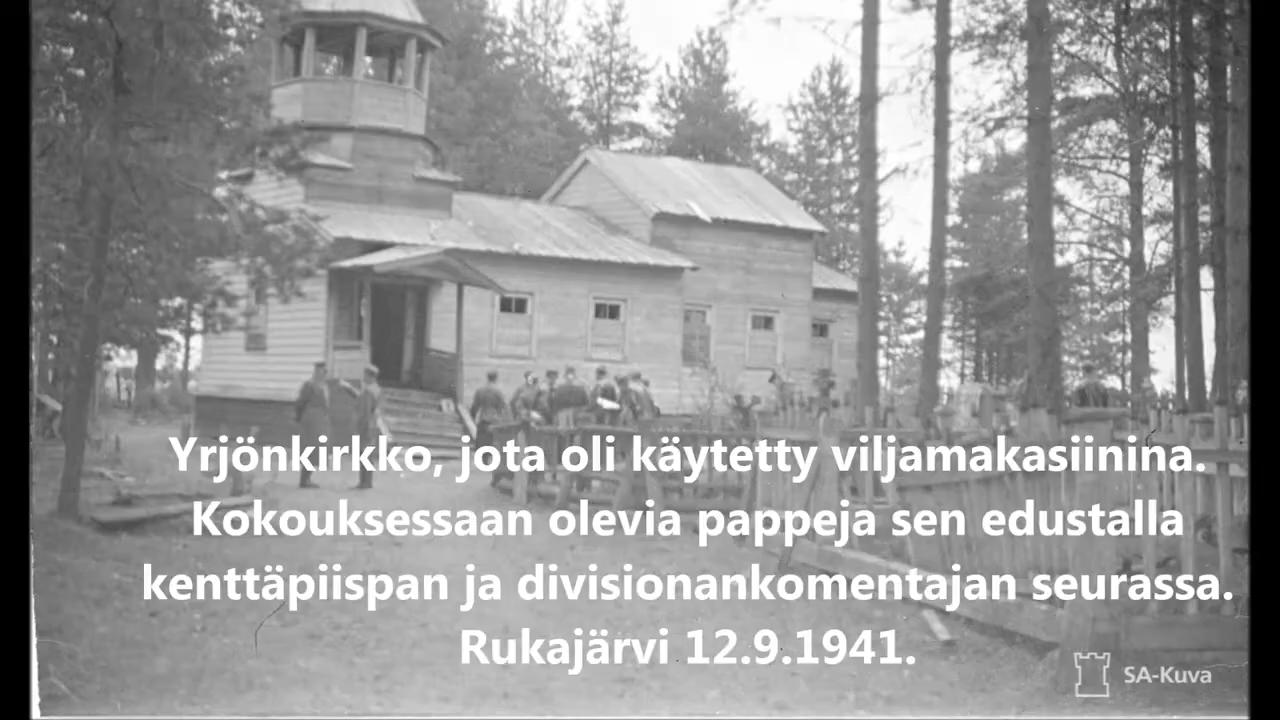 Yrjönkirkko, jota oli käytetty viljamakasiinina.
Kokouksessaan olevia pappeja sen edustalla
kenttäpiispan ja divisionankomentajan seurassa.
Rukajärvi 12.9.1941.
SA-Kuva